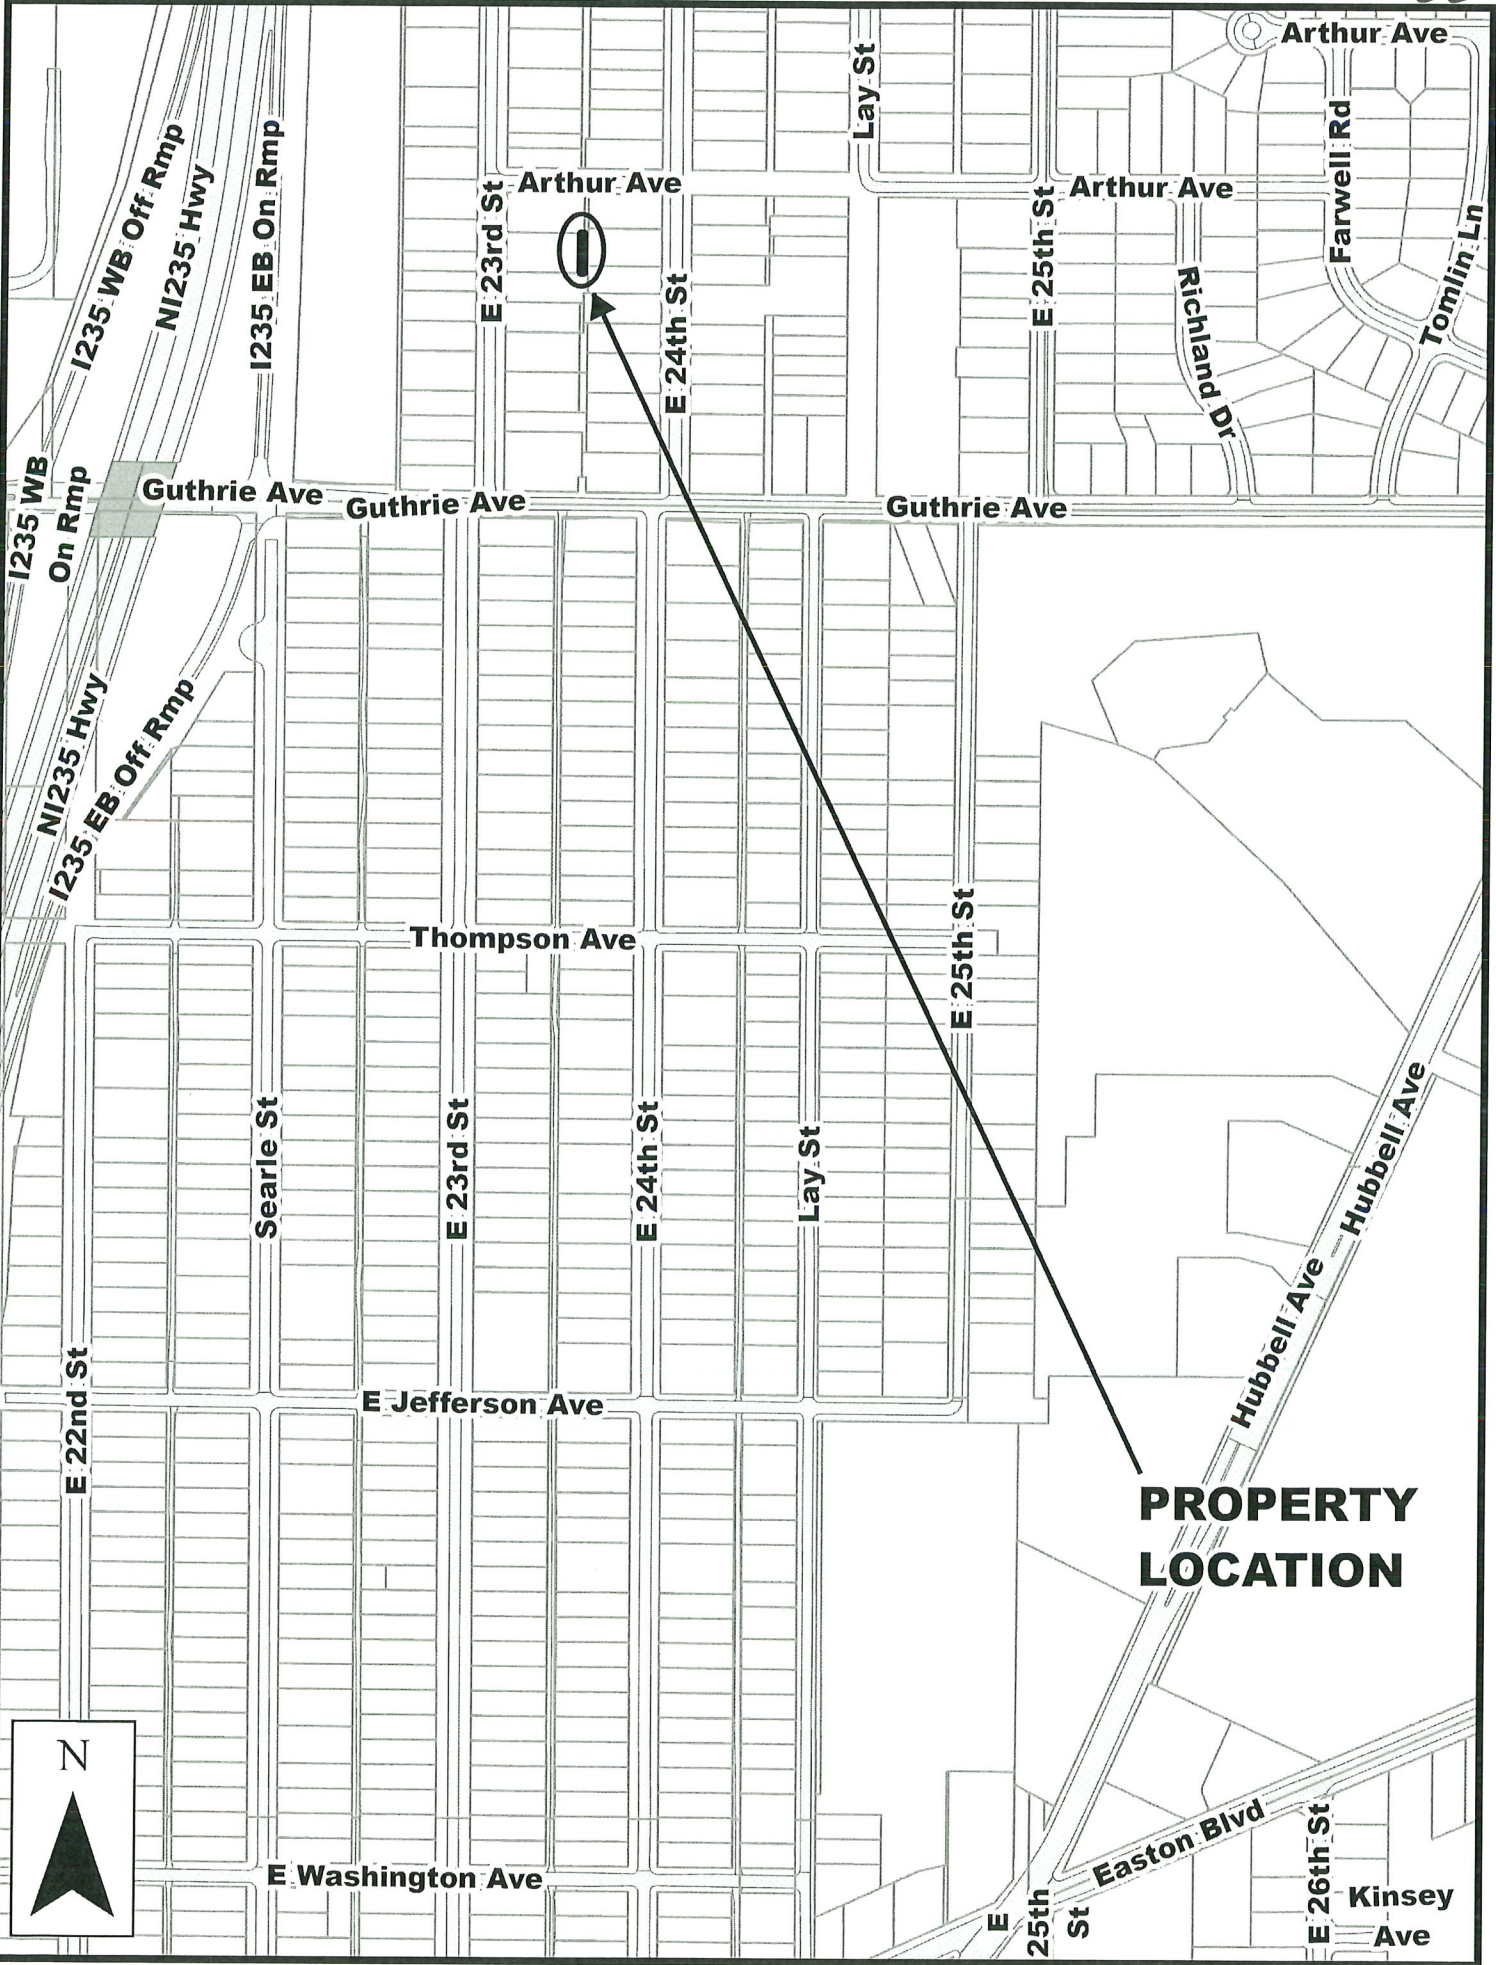 Arthur Ave
Lay St
Farwell Rd
I235 WB Off Rmp
NI235 Hwy
I235 EB On Rmp
E 23rd St
Arthur Ave
E 25th St
Arthur Ave
Tomlin Ln
E 24th St
Richland Dr
I235 WB
On Rmp
Guthrie Ave
Guthrie Ave
Guthrie Ave
NI235 Hwy
I235 EB Off Rmp
Thompson Ave
E 25th St
Searle St
E 23rd St
E 24th St
Lay St
Hubbell Ave
Hubbell Ave
E 22nd St
E Jefferson Ave
PROPERTY
LOCATION
N
E Washington Ave
Easton Blvd
E
25th
St
E 26th St
Kinsey
Ave